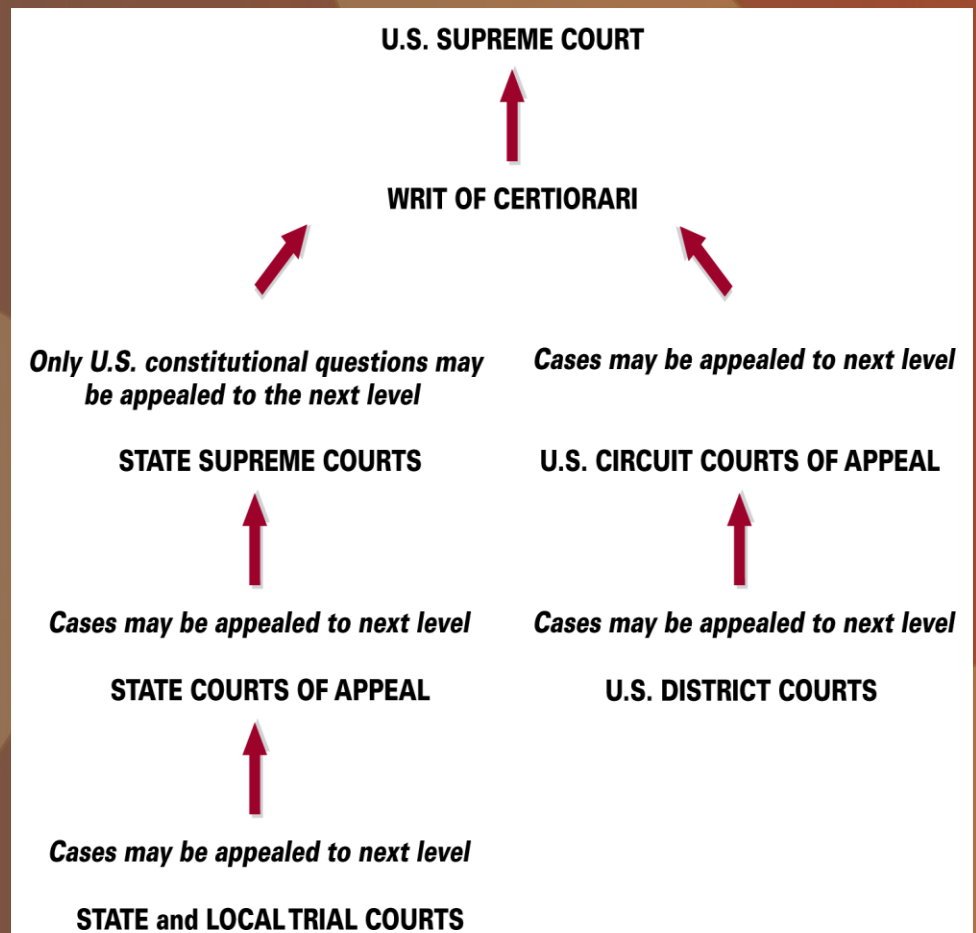 U.S. SUPREME COURT
WRIT OF CERTIORARI
Only U.S. constitutional questions may
be appealed to the next level
Cases may be appealed to next level
STATE SUPREME COURTS
U.S. CIRCUIT COURTS OF APPEAL
Cases may be appealed to next level
Cases may be appealed to next level
STATE COURTS OF APPEAL
U.S. DISTRICT COURTS
Cases may be appealed to next level
STATE and LOCAL TRIAL COURTS